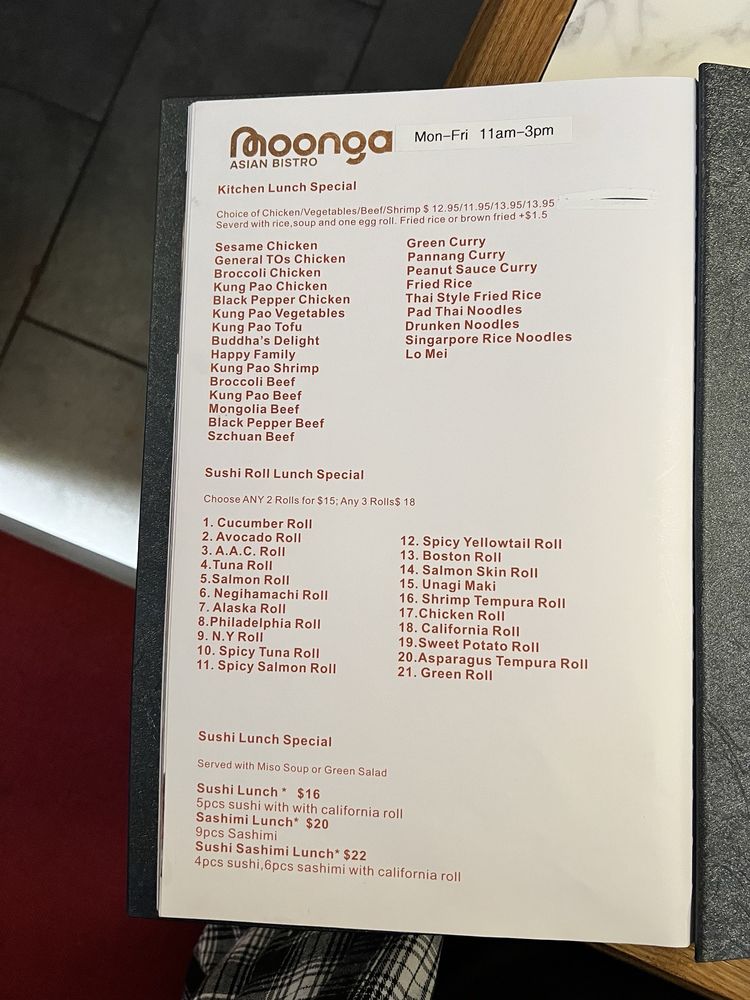 Moonga
ASIAN BISTRO
Mon-Fri 11am-3pm
Kitchen Lunch Special
Choice of Chicken/Vegetables/Beef/Shrimp $ 12.95/11.95/13.95/13.95
Severd with rice,soup and one egg roll. Fried rice or brown fried +$1.5
Sesame Chicken
General TOs Chicken
Broccoli Chicken
Kung Pao Chicken
Black Pepper Chicken
Kung Pao Vegetables
Kung Pao Tofu
Buddha's Delight
Happy Family
Kung Pao Shrimp
Broccoli Beef
Kung Pao Beef
Mongolia Beef
Black Pepper Beef
Szchuan Beef
Green Curry
Pannang Curry
Peanut Sauce Curry
Fried Rice
Thai Style Fried Rice
Pad Thai Noodles
Drunken Noodles
Singarpore Rice Noodles
Lo Mei
Sushi Roll Lunch Special
Choose ANY 2 Rolls for $15; Any 3 Rolls$ 18
1. Cucumber Roll
2. Avocado Roll
3. A.A.C. Roll
4.Tuna Roll
5.Salmon Roll
6. Negihamachi Roll
7. Alaska Roll
8.Philadelphia Roll
9. N.Y Roll
10. Spicy Tuna Roll
11. Spicy Salmon Roll
12. Spicy Yellowtail Roll
13. Boston Roll
14. Salmon Skin Roll
15. Unagi Maki
16. Shrimp Tempura Roll
17.Chicken Roll
18. California Roll
19.Sweet Potato Roll
20.Asparagus Tempura Roll
21. Green Roll
Sushi Lunch Special
Served with Miso Soup or Green Salad
Sushi Lunch * $16
5pcs sushi with with california roll
Sashimi Lunch* $20
9pcs Sashimi
Sushi Sashimi Lunch* $22
4pcs sushi,6pcs sashimi with california roll